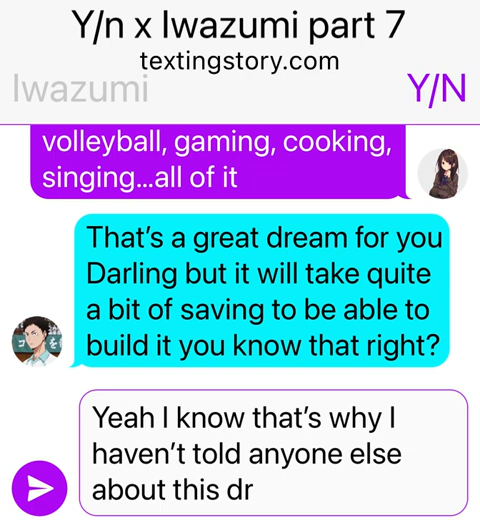 Y/n x Iwazumi part 7
textingstory.com
Iwazumi
Y/N
volleyball, gaming, cooking,
singing...all of it
That's a great dream for you
Darling but it will take quite
a bit of saving to be able to
build it you know that right?
Yeah I know that's why I
haven't told anyone else
about this dr